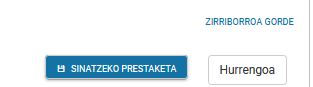 ZIRRIBORROA GORDE
SINATZEKO PRESTAKETA
Hurrengoa